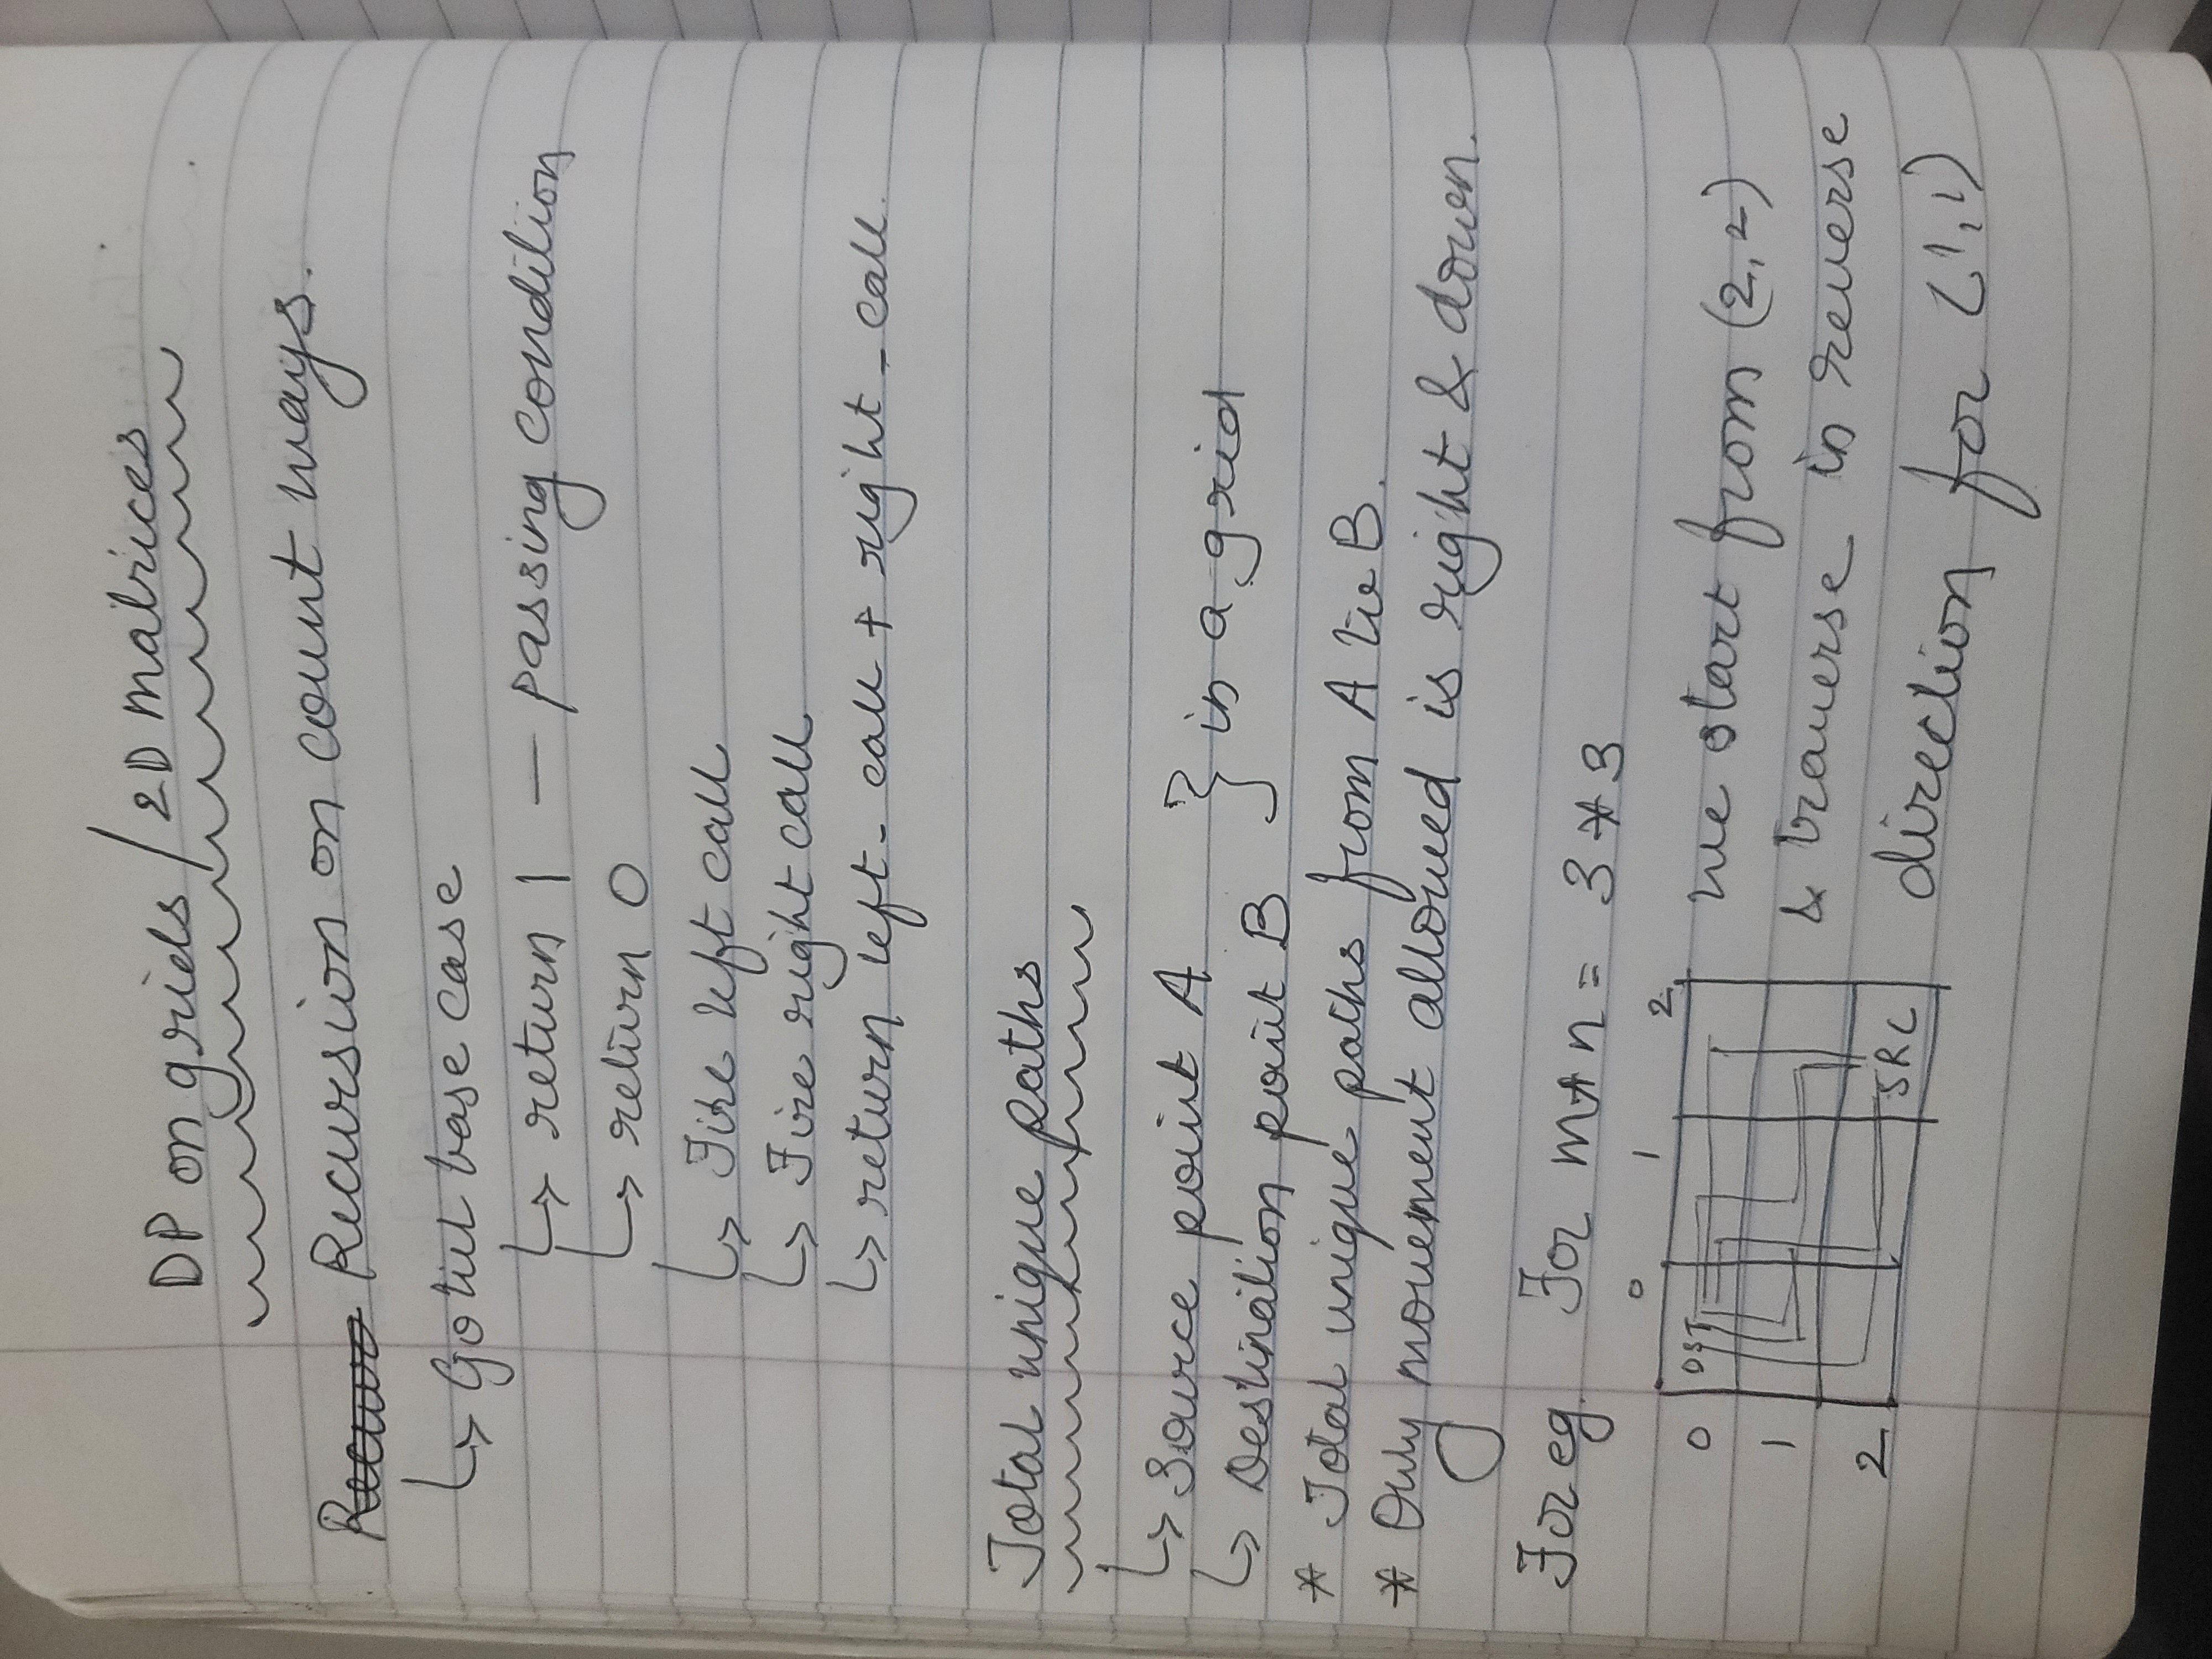 DP on grids / 2D Matrices
Recursion on count ways.
↳ Go till base case
↳ return 1 — passing condition
↳ return 0
↳ Fire left call
↳ Fire right call
↳ return left_call + right_call.
Total unique paths
↳ Source point A } in a grid
↳ Destination point B
* Total unique paths from A to B.
* Only movement allowed is right & down.
For eg. For m*n = 3*3
0 1 2
0 DST we start from (2,2)
1 & traverse in reverse
2 SRC direction for (1,1)